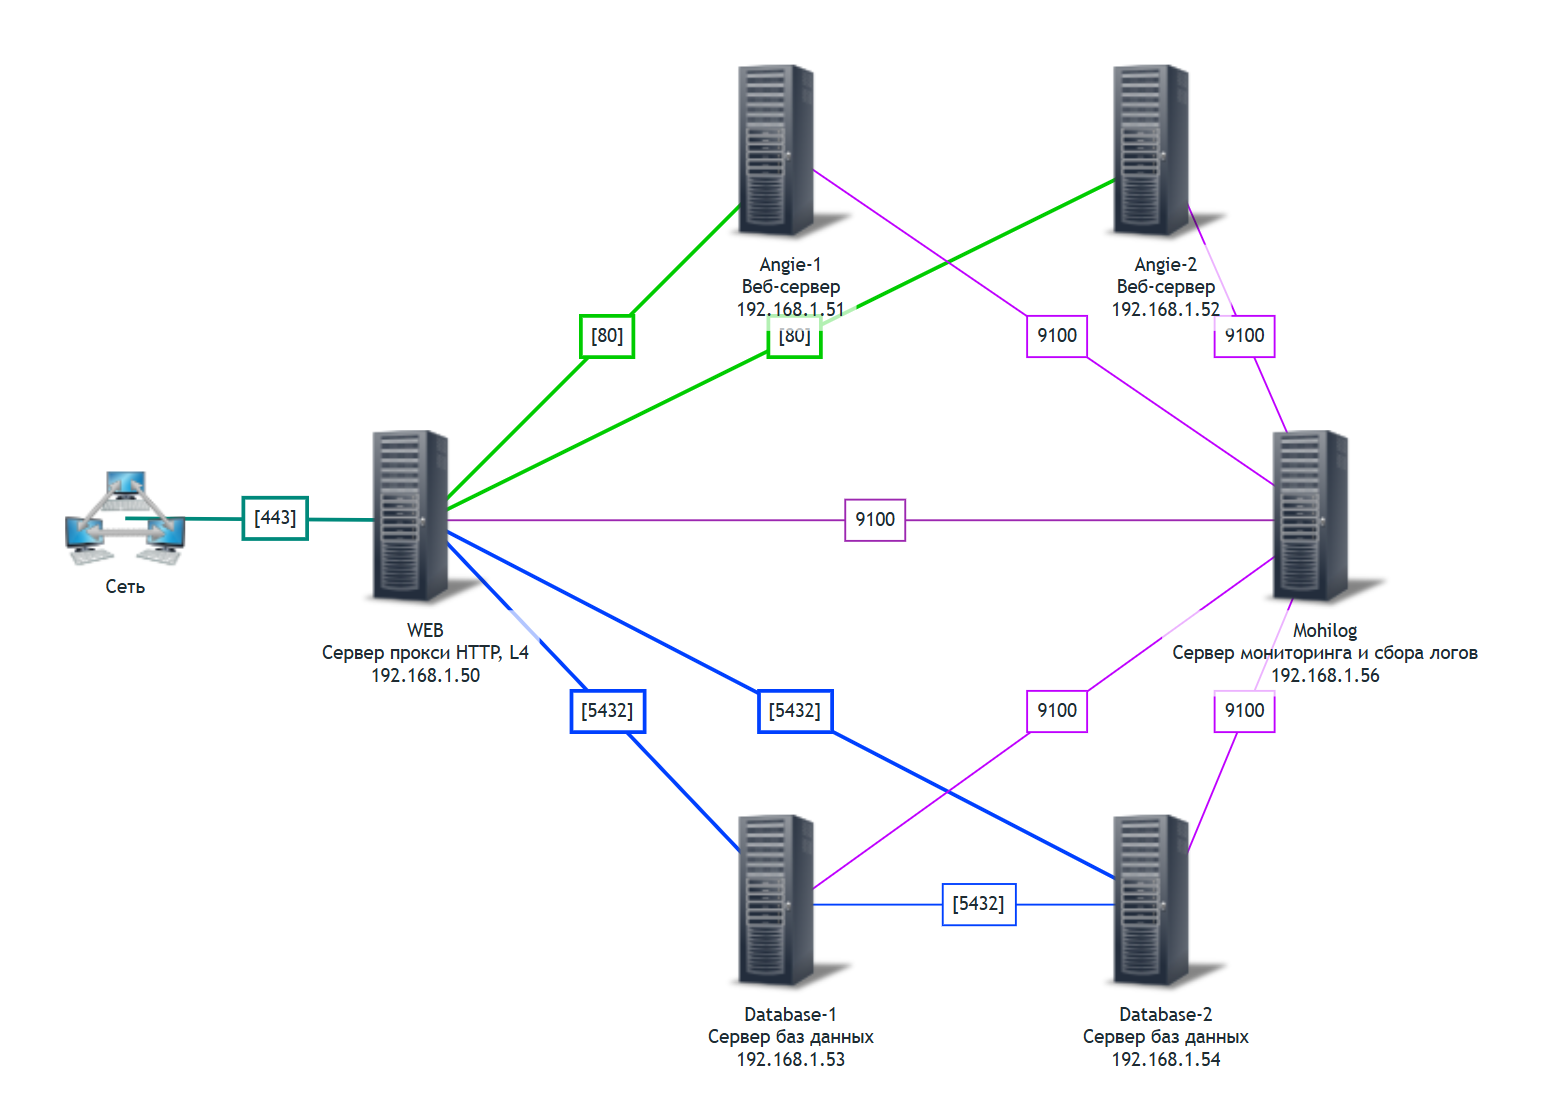 Angie-1
Веб-сервер
192.168.1.51
Angie-2
Веб-сервер
192.168.1.52
[80]
[80]
9100
9100
[443]
9100
Сеть
WEB
Сервер прокси HTTP, L4
192.168.1.50
Mohilog
Сервер мониторинга и сбора логов
192.168.1.56
[5432]
[5432]
9100
9100
[5432]
Database-1
Сервер баз данных
192.168.1.53
Database-2
Сервер баз данных
192.168.1.54